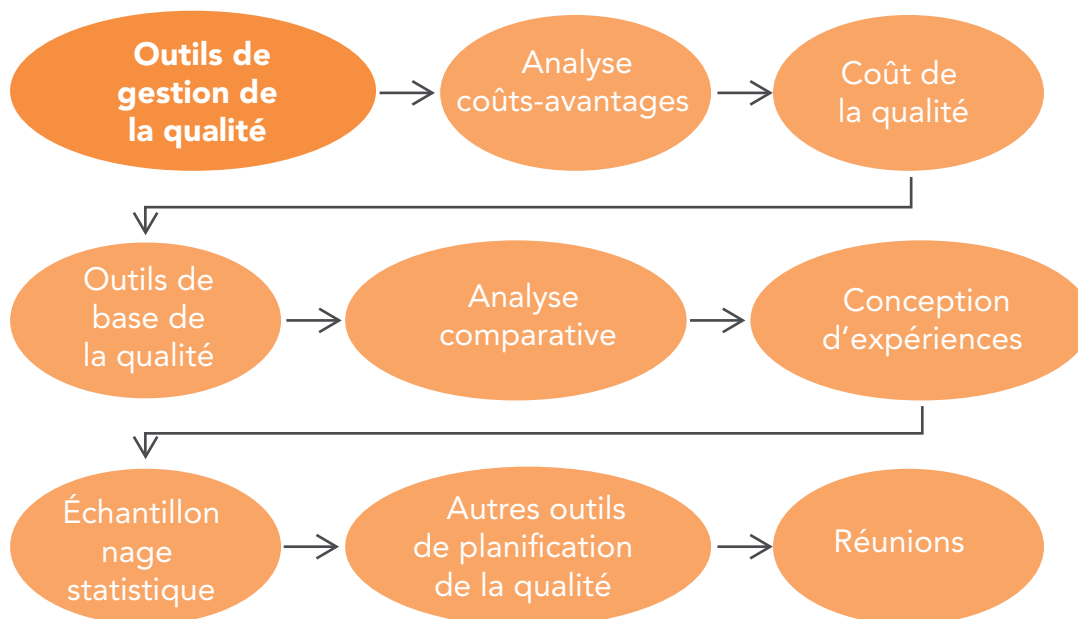 Outils de
gestion de
la qualité
Analyse
coûts-avantages
Coût de
la qualité
Outils de
base de
la qualité
Analyse
comparative
Conception
d’expériences
Échantillon
nage
statistique
Autres outils
de planification
de la qualité
Réunions